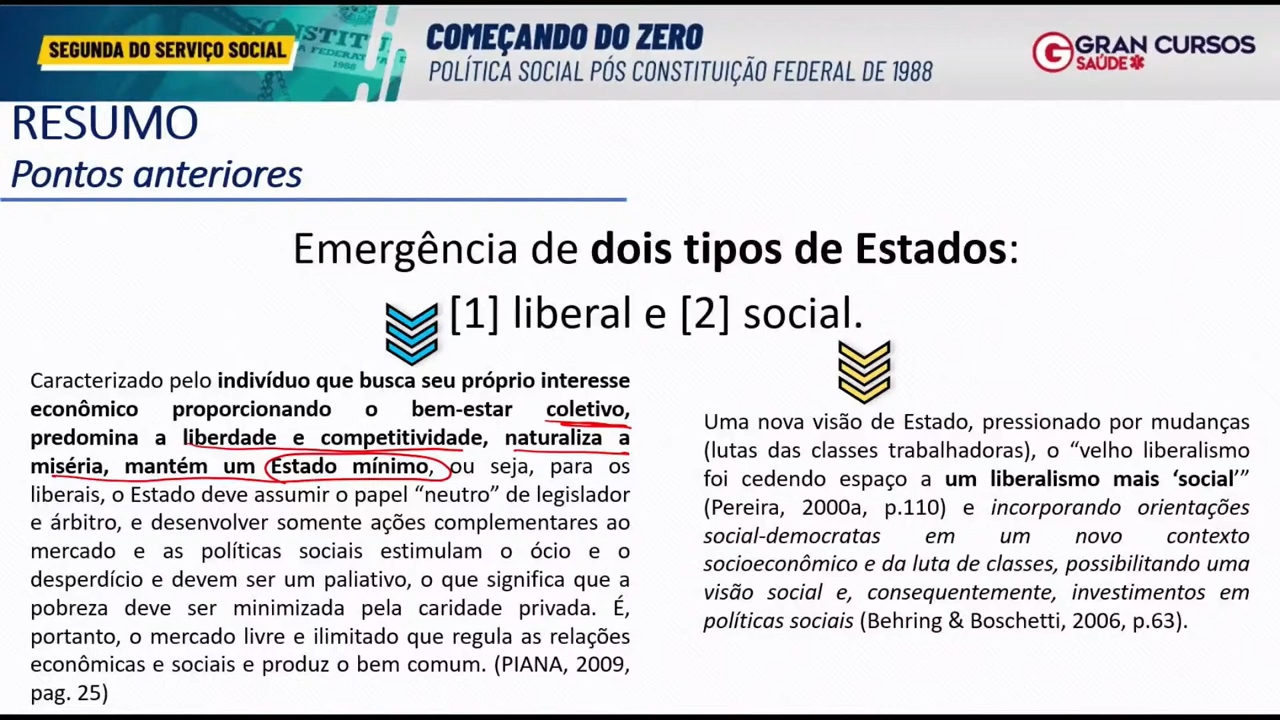 SEGUNDA DO SERVIÇO SOCIAL
CONSTITU
A FEDERAT
1988
COMEÇANDO DO ZERO
POLÍTICA SOCIAL PÓS CONSTITUIÇÃO FEDERAL DE 1988
G GRAN CURSOS
SAÚDE
RESUMO
Pontos anteriores
Emergência de dois tipos de Estados:
[1] liberal e [2] social.
Caracterizado pelo indivíduo que busca seu próprio interesse
econômico proporcionando o bem-estar coletivo,
predomina a liberdade e competitividade, naturaliza a
miséria, mantém um Estado mínimo, ou seja, para os
liberais, o Estado deve assumir o papel “neutro” de legislador
e árbitro, e desenvolver somente ações complementares ao
mercado e as políticas sociais estimulam o ócio e o
desperdício e devem ser um paliativo, o que significa que a
pobreza deve ser minimizada pela caridade privada. É,
portanto, o mercado livre e ilimitado que regula as relações
econômicas e sociais e produz o bem comum. (PIANA, 2009,
pag. 25)
Uma nova visão de Estado, pressionado por mudanças
(lutas das classes trabalhadoras), o “velho liberalismo
foi cedendo espaço a um liberalismo mais ‘social’”
(Pereira, 2000a, p.110) e incorporando orientações
social-democratas em um novo contexto
socioeconômico e da luta de classes, possibilitando uma
visão social e, consequentemente, investimentos em
políticas sociais (Behring & Boschetti, 2006, p.63).